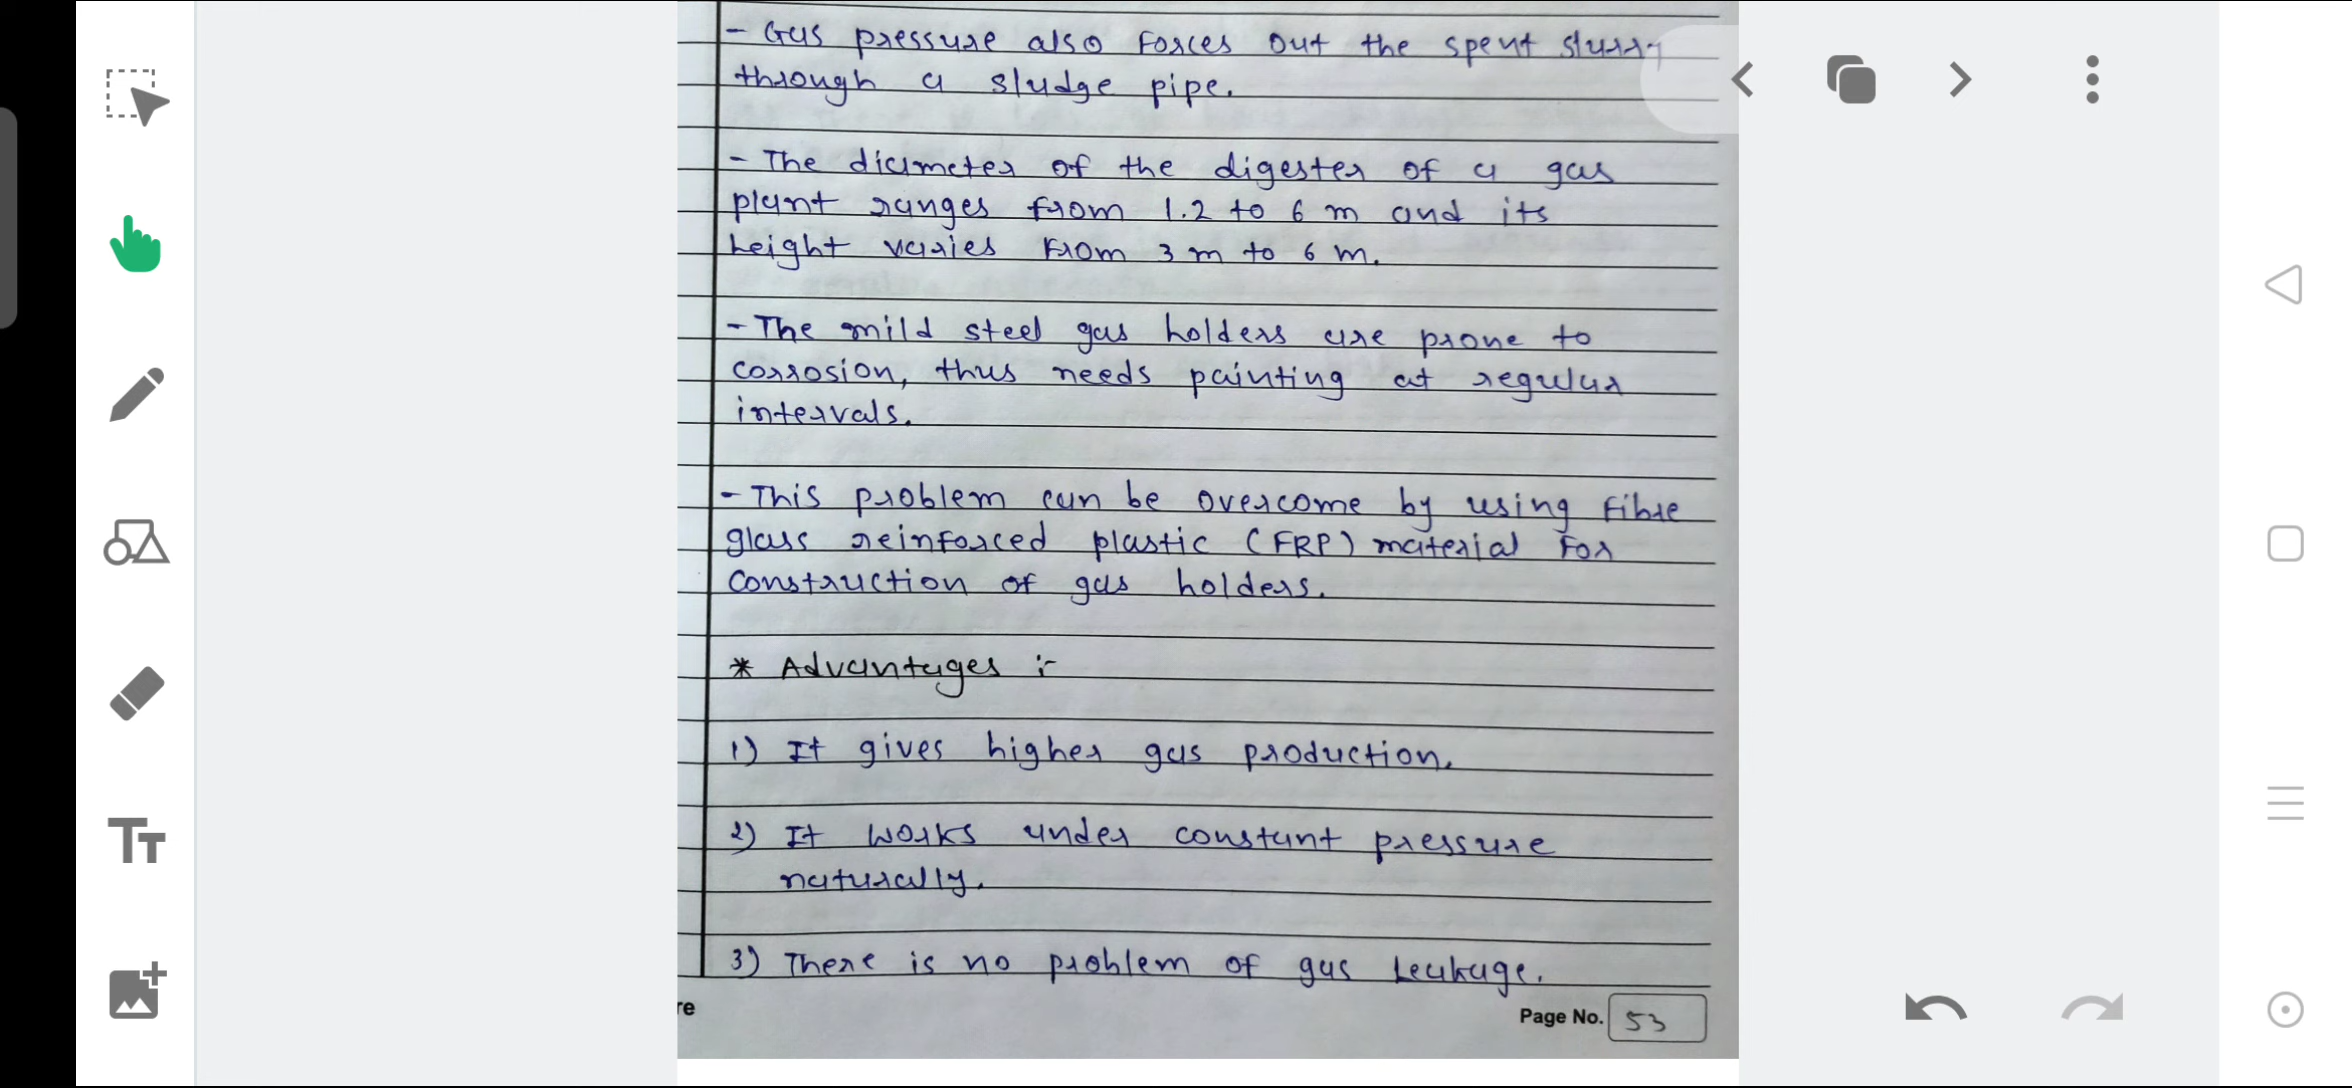 - Gas pressure also forces out the spent slurry
through a sludge pipe.
- The diameter of the digester of a gas
plant ranges from 1.2 to 6 m and its
height varies from 3 m to 6 m.
- The mild steel gas holders are prone to
corrosion, thus needs painting at regular
intervals.
- This problem can be overcome by using fibre
glass reinforced plastic (FRP) material for
construction of gas holders.
* Advantages :-
1) It gives higher gas production.
2) It works under constant pressure
naturally.
3) There is no problem of gas leakage.
re
Page No. 53
Tт